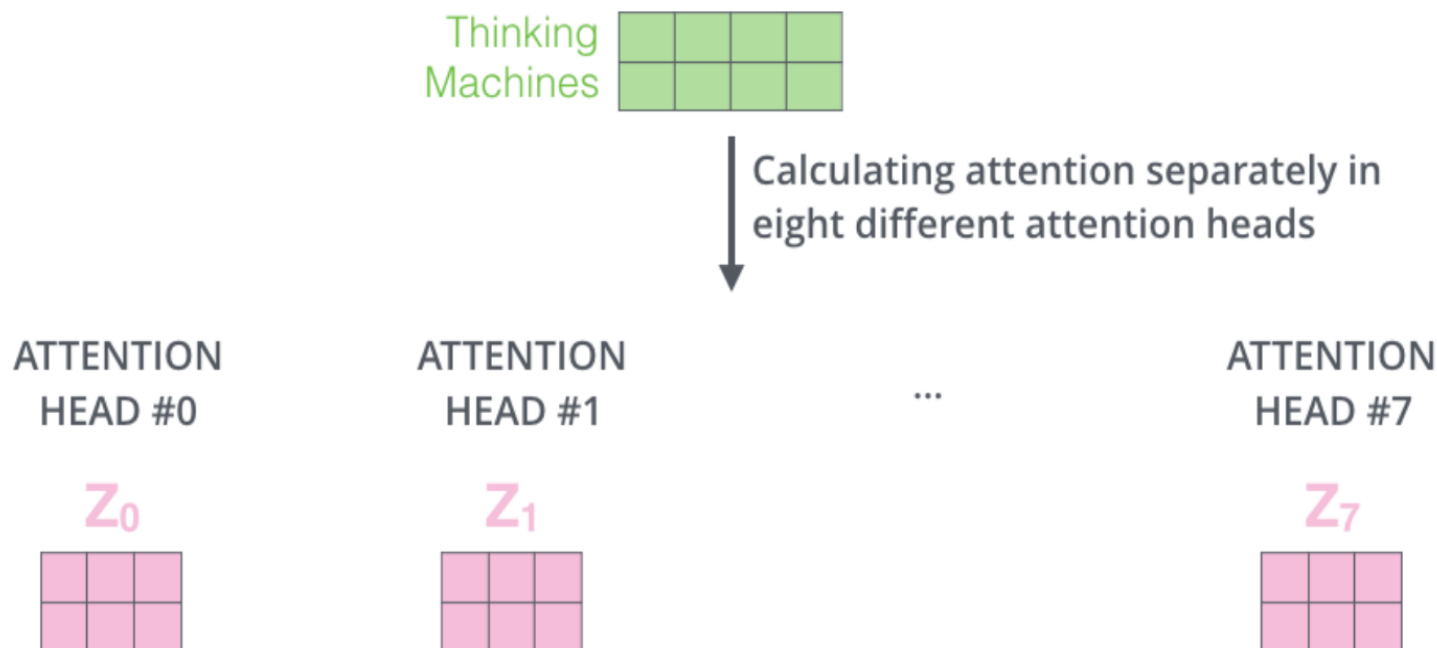 Thinking
Machines
Calculating attention separately in
eight different attention heads
ATTENTION
HEAD #0
ATTENTION
HEAD #1
...
ATTENTION
HEAD #7
Z0
Z1
Z7